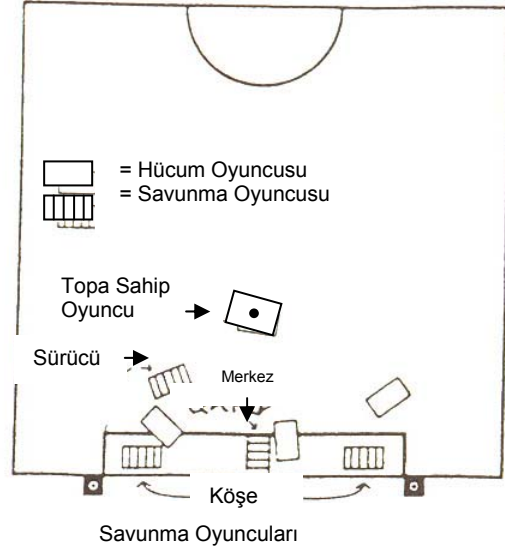 = Hücum Oyuncusu
= Savunma Oyuncusu
Topa Sahip
Oyuncu
Sürücü
Merkez
Köşe
Savunma Oyuncuları